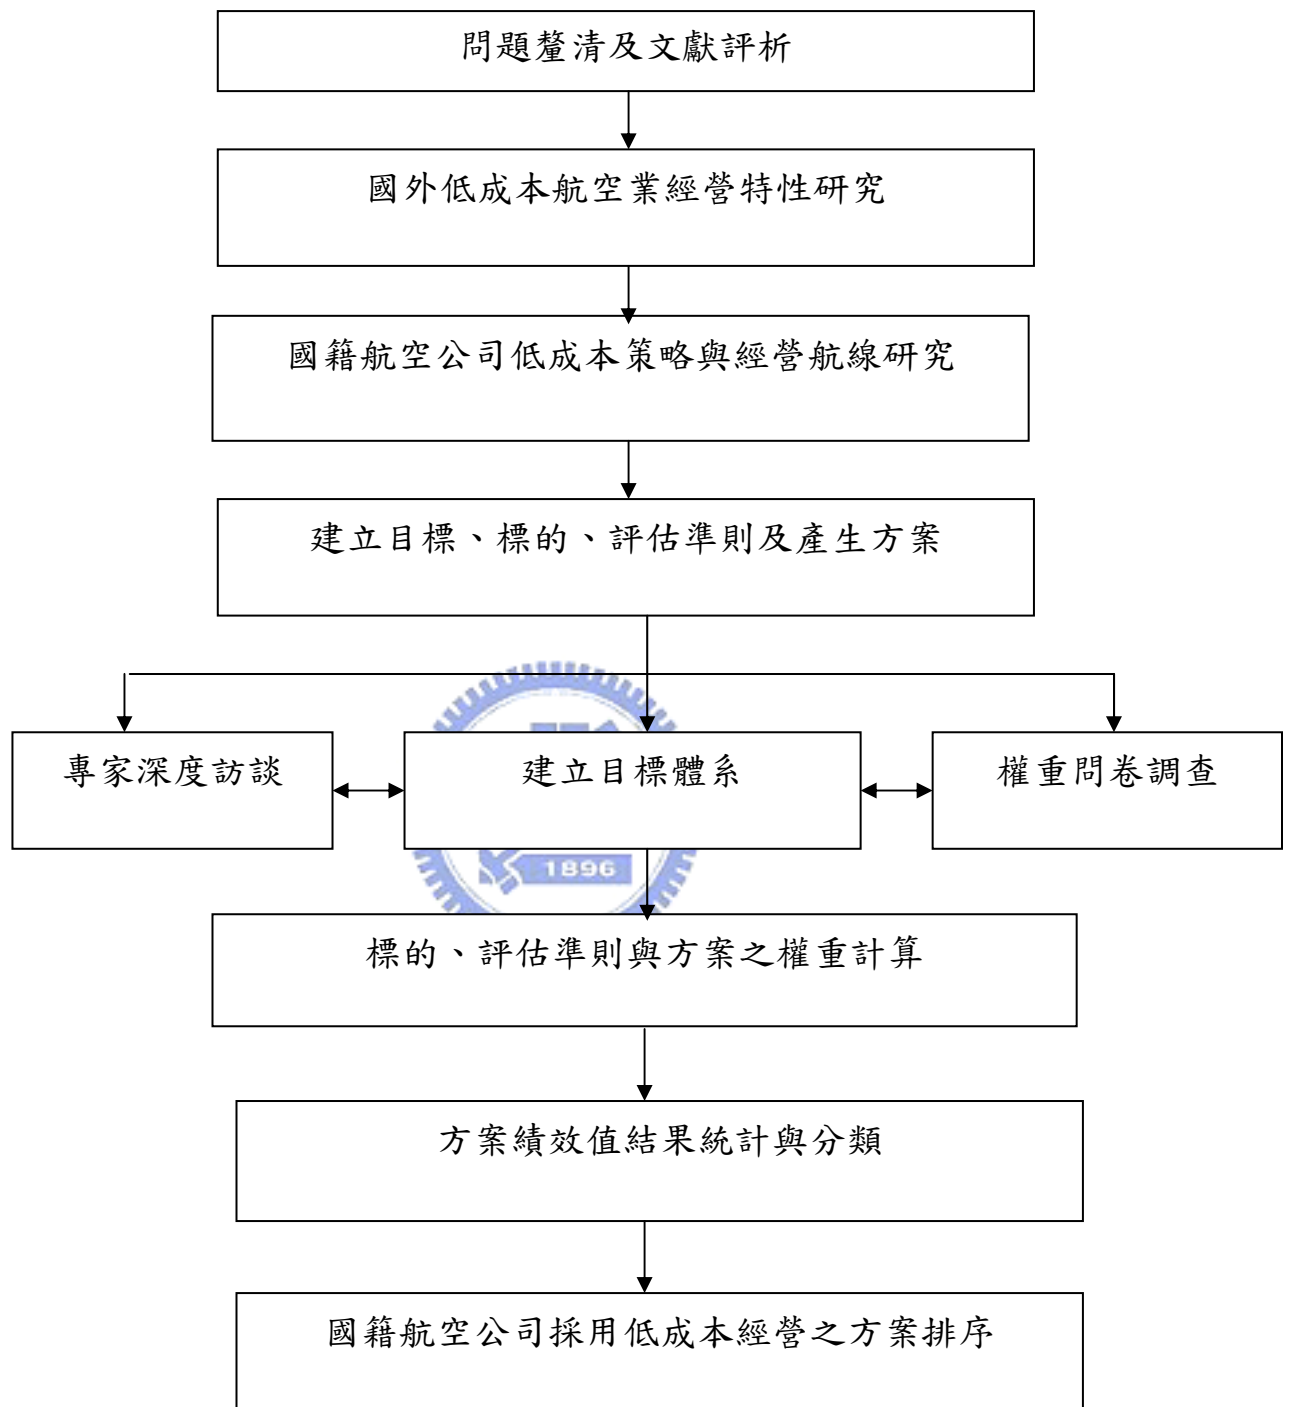 問題釐清及文獻評析
國外低成本航空業經營特性研究
國籍航空公司低成本策略與經營航線研究
建立目標、標的、評估準則及產生方案
專家深度訪談
建立目標體系
權重問卷調查
1896
標的、評估準則與方案之權重計算
方案績效值結果統計與分類
國籍航空公司採用低成本經營之方案排序